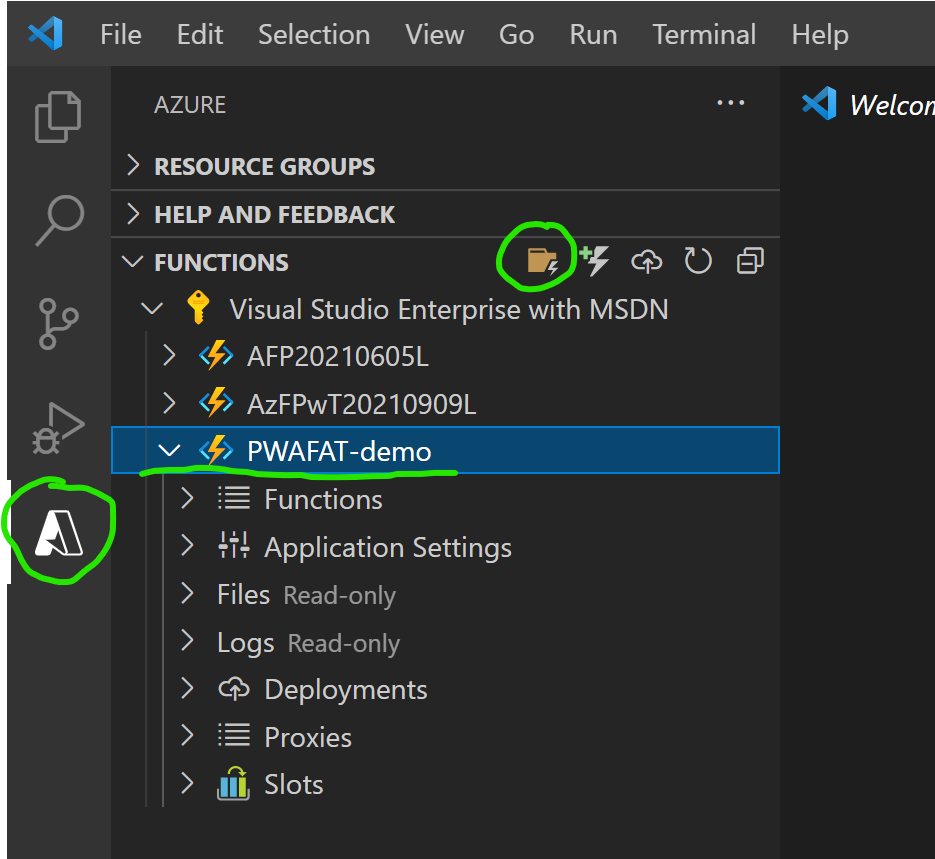 File Edit Selection View Go Run Terminal Help
AZURE
Welcom
RESOURCE GROUPS
HELP AND FEEDBACK
FUNCTIONS
Visual Studio Enterprise with MSDN
AFP20210605L
AzFPwT20210909L
PWAFAT-demo
Functions
Application Settings
Files Read-only
Logs Read-only
Deployments
Proxies
Slots